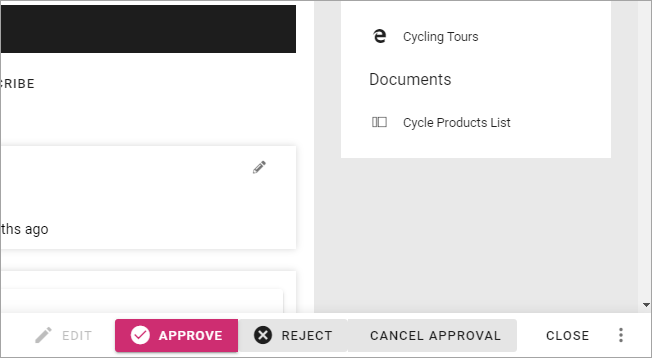 Cycling Tours
Documents
CRIBE
Cycle Products List
ths ago
EDIT APPROVE REJECT CANCEL APPROVAL CLOSE